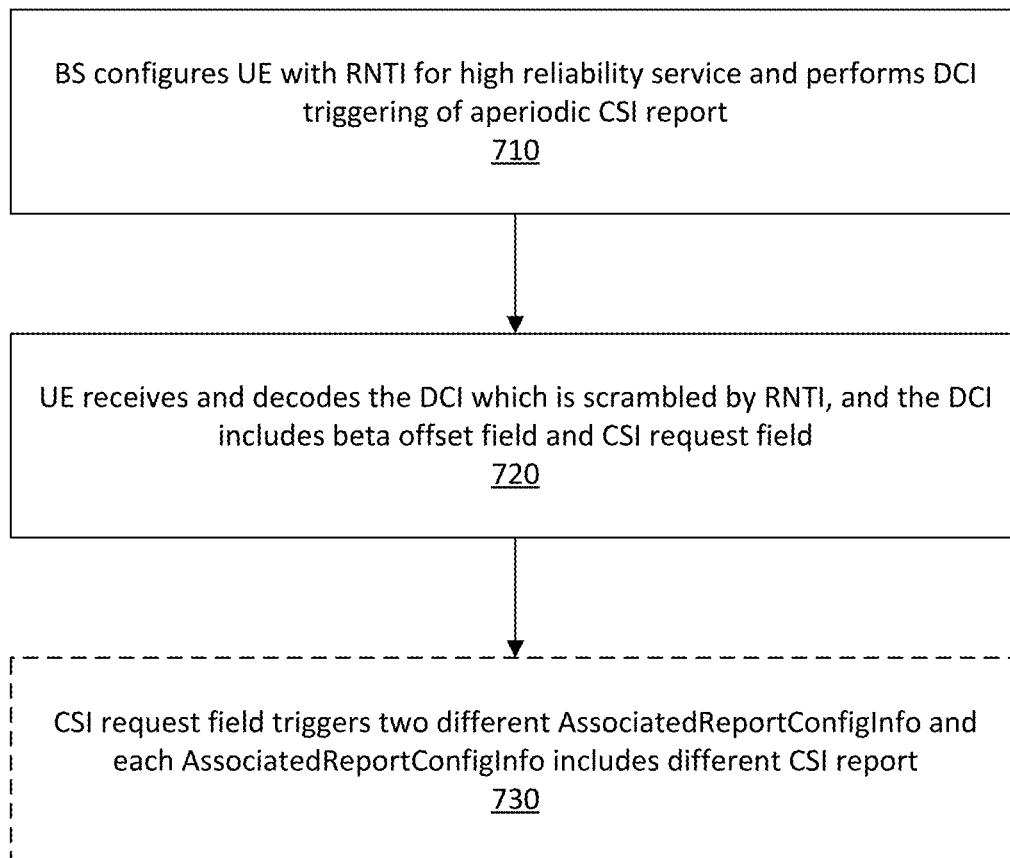 BS configures UE with RNTI for high reliability service and performs DCI
triggering of aperiodic CSI report
710
UE receives and decodes the DCI which is scrambled by RNTI, and the DCI
includes beta offset field and CSI request field
720
CSI request field triggers two different AssociatedReportConfigInfo and
each AssociatedReportConfigInfo includes different CSI report
730